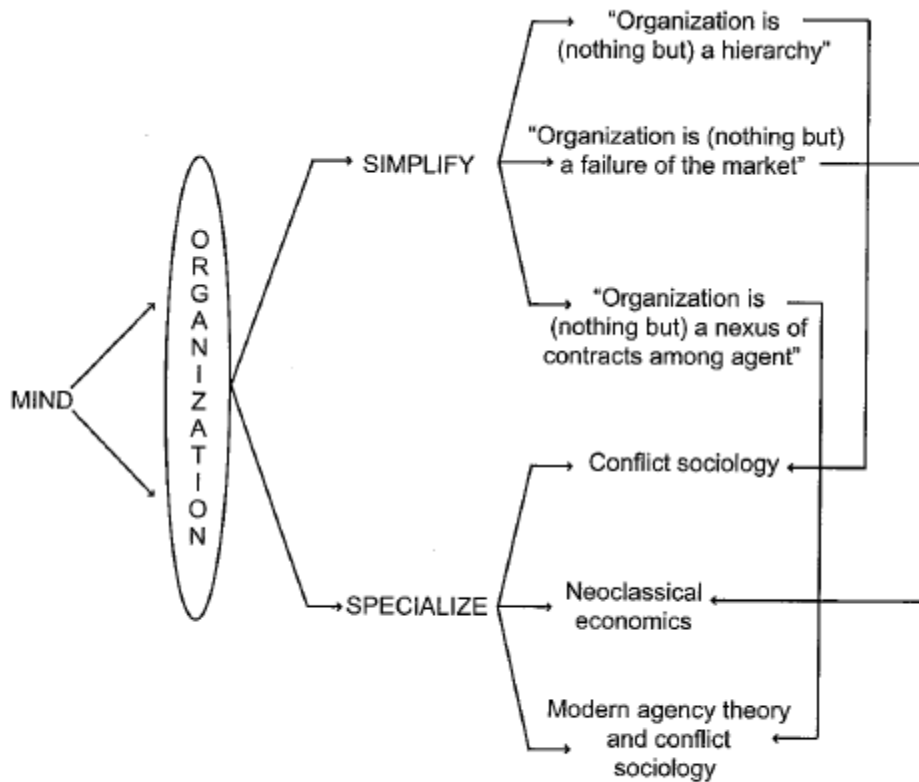 "Organization is
(nothing but) a hierarchy"
"Organization is (nothing but)
a failure of the market"
SIMPLIFY
"Organization is
(nothing but) a nexus of
contracts among agent"
ORGANIZATION
MIND
Conflict sociology
SPECIALIZE
Neoclassical
economics
Modern agency theory
and conflict
sociology